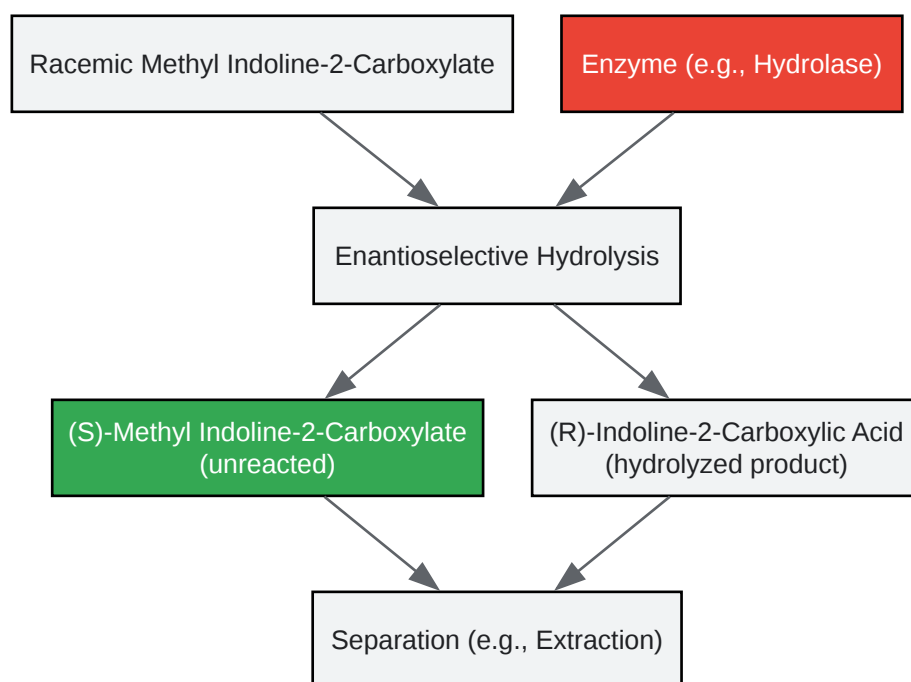 Racemic Methyl Indoline-2-Carboxylate
Enzyme (e.g., Hydrolase)
Enantioselective Hydrolysis
(S)-Methyl Indoline-2-Carboxylate
(unreacted)
(R)-Indoline-2-Carboxylic Acid
(hydrolyzed product)
Separation (e.g., Extraction)